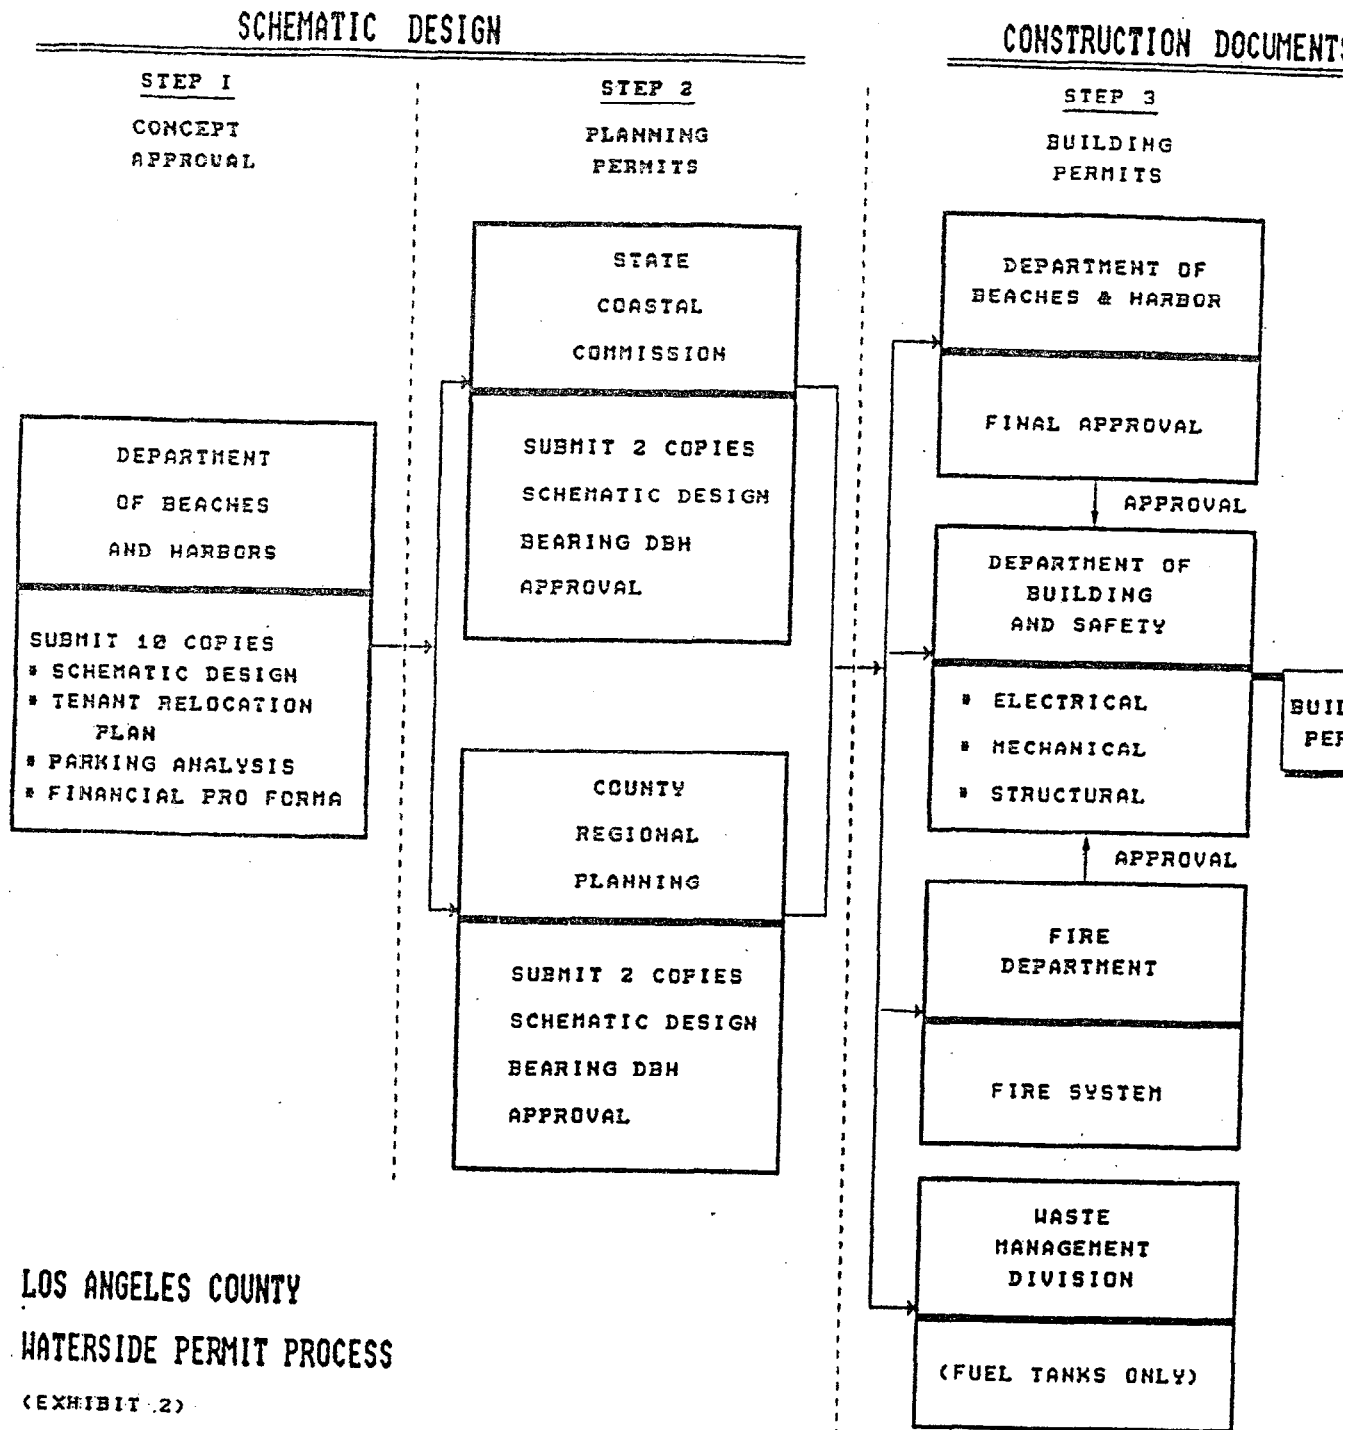 SCHEMATIC DESIGN
CONSTRUCTION DOCUMENTS
STEP 1
CONCEPT
APPROVAL
STEP 2
PLANNING
PERMITS
STEP 3
BUILDING
PERMITS
DEPARTMENT
OF BEACHES
AND HARBORS
SUBMIT 10 COPIES
* SCHEMATIC DESIGN
* TENANT RELOCATION
PLAN
* PARKING ANALYSIS
* FINANCIAL PRO FORMA
STATE
COASTAL
COMMISSION
SUBMIT 2 COPIES
SCHEMATIC DESIGN
BEARING DBH
APPROVAL
COUNTY
REGIONAL
PLANNING
SUBMIT 2 COPIES
SCHEMATIC DESIGN
BEARING DBH
APPROVAL
DEPARTMENT OF
BEACHES & HARBOR
FINAL APPROVAL
APPROVAL
DEPARTMENT OF
BUILDING
AND SAFETY
* ELECTRICAL
* MECHANICAL
* STRUCTURAL
APPROVAL
FIRE
DEPARTMENT
FIRE SYSTEM
WASTE
MANAGEMENT
DIVISION
(FUEL TANKS ONLY)
LOS ANGELES COUNTY
WATERSIDE PERMIT PROCESS
(EXHIBIT 2)